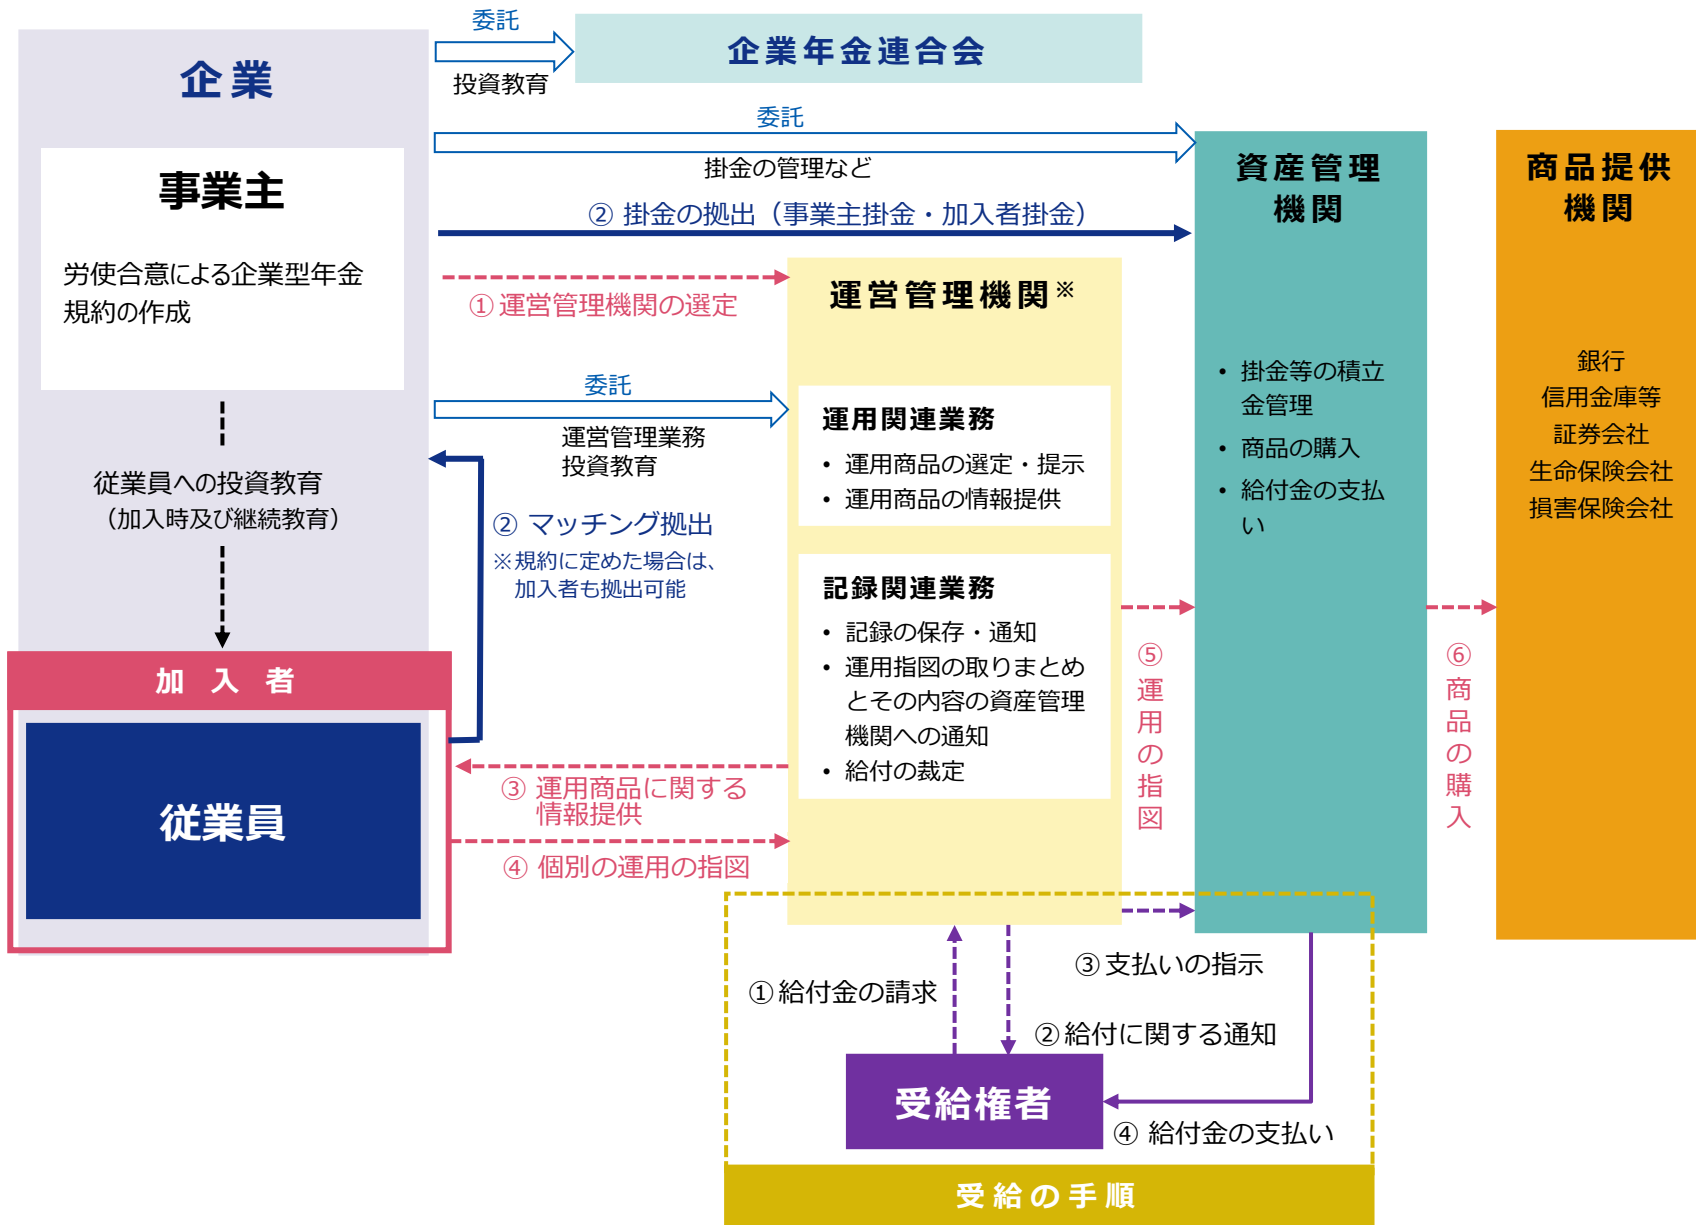 企業
事業主
労使合意による企業型年金
規約の作成
従業員への投資教育
（加入時及び継続教育）
加入者
従業員
委託
投資教育
企業年金連合会
委託
掛金の管理など
② 掛金の拠出（事業主掛金・加入者掛金）
①運営管理機関の選定
委託
運営管理業務
投資教育
② マッチング拠出
※規約に定めた場合は、
加入者も拠出可能
③ 運用商品に関する
情報提供
④ 個別の運用の指図
運営管理機関※
運用関連業務
• 運用商品の選定・提示
• 運用商品の情報提供
記録関連業務
• 記録の保存・通知
• 運用指図の取りまとめ
とその内容の資産管理
機関への通知
• 給付の裁定
⑤運用の指図
資産管理
機関
• 掛金等の積立
金管理
• 商品の購入
• 給付金の支払
い
⑥商品の購入
商品提供
機関
銀行
信用金庫等
証券会社
生命保険会社
損害保険会社
①給付金の請求
③支払いの指示
②給付に関する通知
受給権者
④ 給付金の支払い
受給の手順